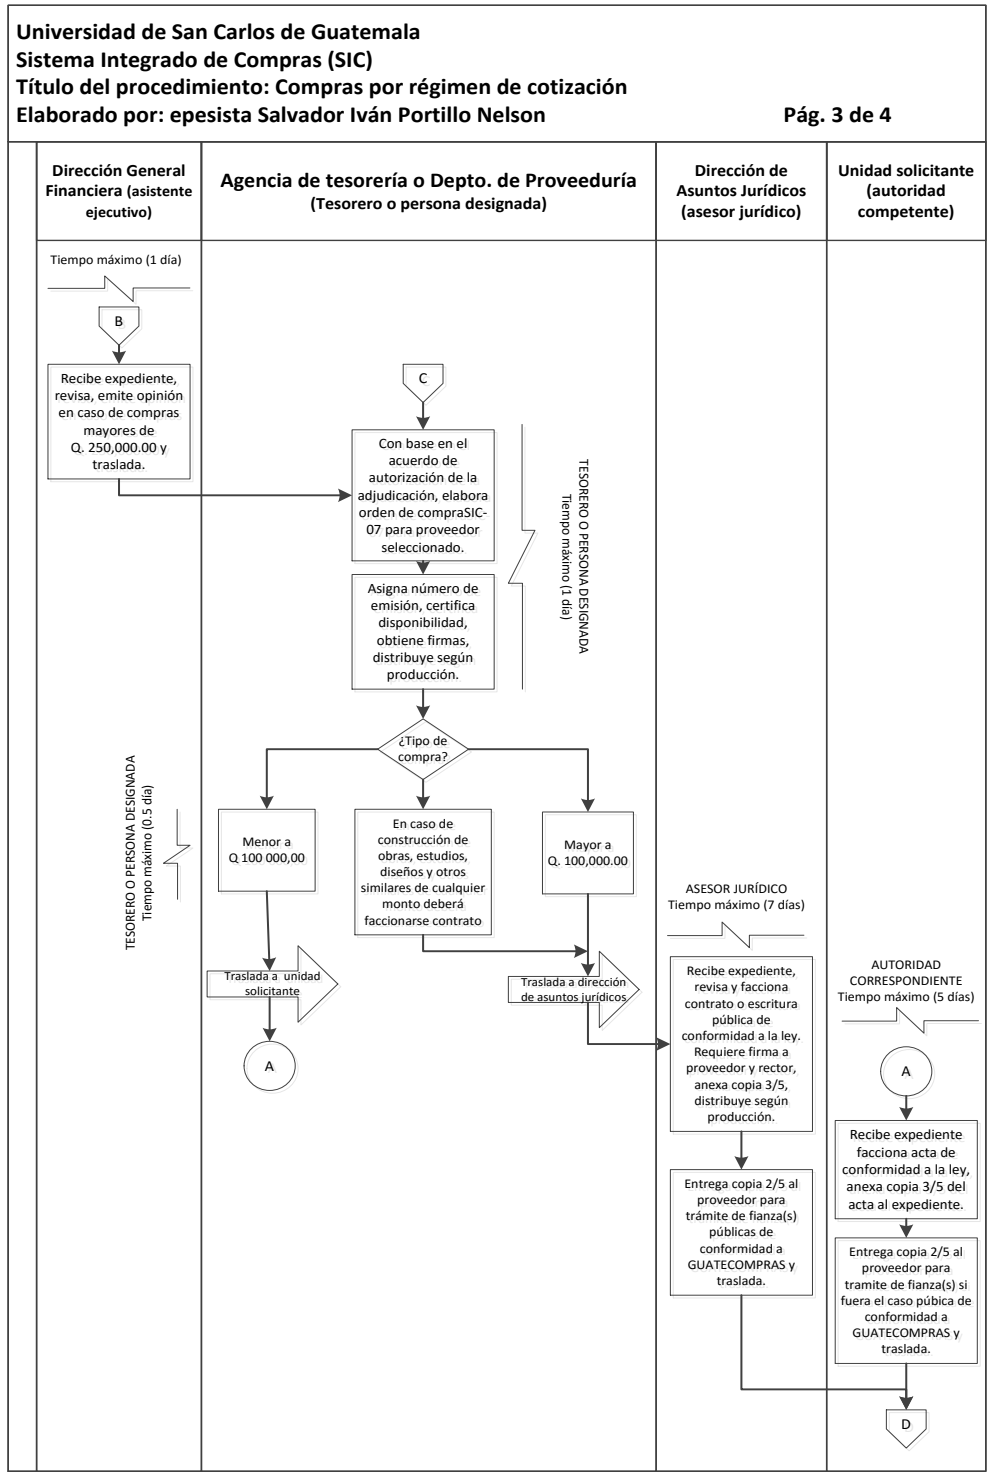 Universidad de San Carlos de Guatemala
Sistema Integrado de Compras (SIC)
Título del procedimiento: Compras por régimen de cotización
Elaborado por: epesista Salvador Iván Portillo Nelson
Pág. 3 de 4
Dirección General
Financiera (asistente
ejecutivo)
Agencia de tesorería o Depto. de Proveeduría
(Tesorero o persona designada)
Dirección de
Asuntos Jurídicos
(asesor jurídico)
Unidad solicitante
(autoridad
competente)
Tiempo máximo (1 día)
B
Recibe expediente,
revisa, emite opinión
en caso de compras
mayores de
Q. 250,000.00 y
traslada.
C
Con base en el
acuerdo de
autorización de la
adjudicación, elabora
orden de compraSIC-
07 para proveedor
seleccionado.
TESORERO O PERSONA DESIGNADA
Tiempo máximo (1 día)
Asigna número de
emisión, certifica
disponibilidad,
obtiene firmas,
distribuye según
producción.
¿Tipo de
compra?
TESORERO O PERSONA DESIGNADA
Tiempo máximo (0.5 día)
Menor a
Q 100 000,00
En caso de
construcción de
obras, estudios,
diseños y otros
similares de cualquier
monto deberá
faccionarse contrato
Mayor a
Q. 100,000.00
Traslada a unidad
solicitante
A
Traslada a dirección
de asuntos jurídicos
ASESOR JURÍDICO
Tiempo máximo (7 días)
Recibe expediente,
revisa y facciona
contrato o escritura
pública de
conformidad a la ley.
Requiere firma a
proveedor y rector,
anexa copia 3/5,
distribuye según
producción.
Entrega copia 2/5 al
proveedor para
trámite de fianza(s)
públicas de
conformidad a
GUATECOMPRAS y
traslada.
AUTORIDAD
CORRESPONDIENTE
Tiempo máximo (5 días)
A
Recibe expediente
facciona acta de
conformidad a la ley,
anexa copia 3/5 del
acta al expediente.
Entrega copia 2/5 al
proveedor para
tramite de fianza(s) si
fuera el caso púbica de
conformidad a
GUATECOMPRAS y
traslada.
D